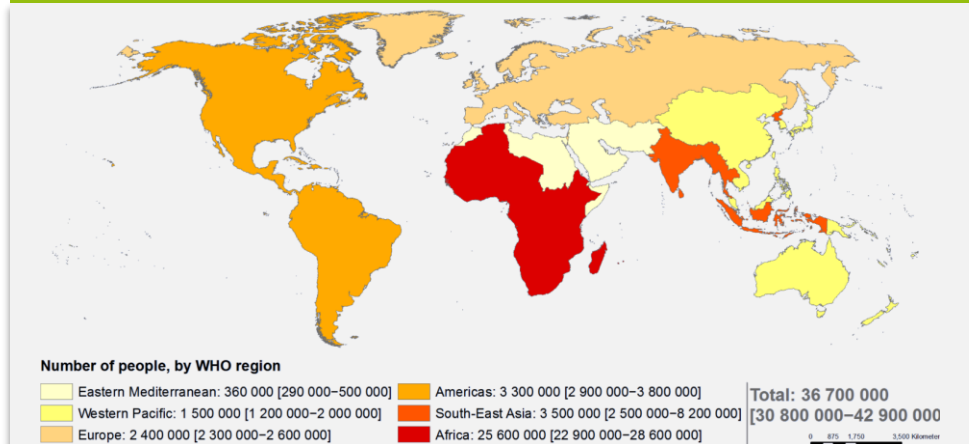 Number of people, by WHO region
Eastern Mediterranean: 360 000 [290 000–500 000]
Western Pacific: 1 500 000 [1 200 000–2 000 000]
Europe: 2 400 000 [2 300 000–2 600 000]
Americas: 3 300 000 [2 900 000–3 800 000]
South-East Asia: 3 500 000 [2 500 000–8 200 000]
Africa: 25 600 000 [22 900 000–28 600 000]
Total: 36 700 000
[30 800 000–42 900 000
0 875 1,750 3,500 Kilometer